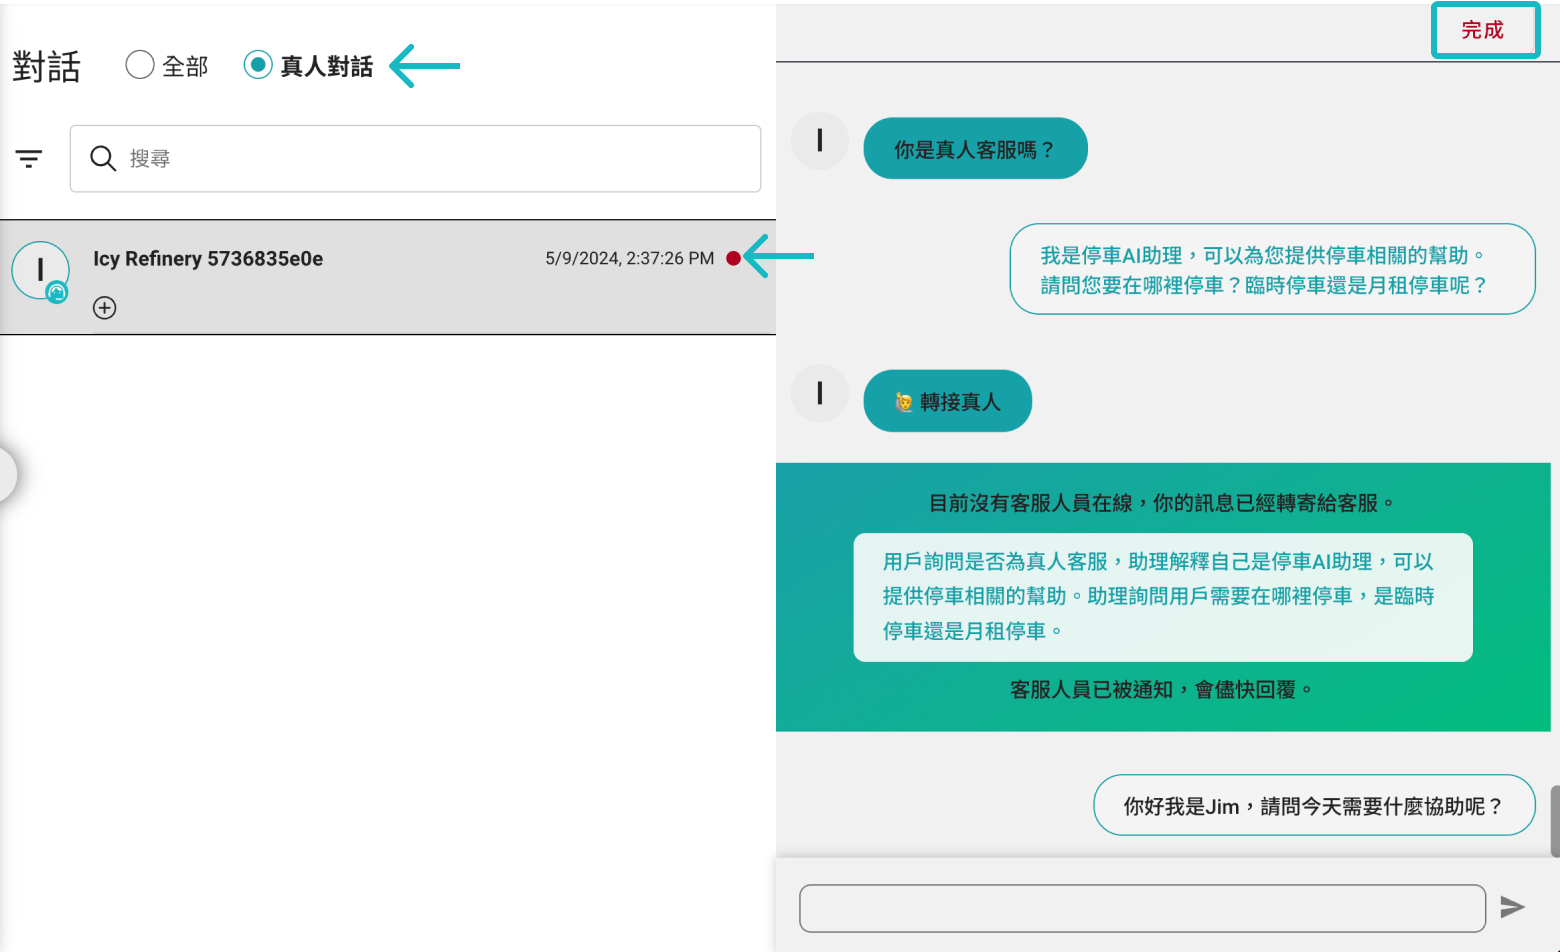 對話
全部
真人對話
搜尋
I
Icy Refinery 5736835e0e
5/9/2024, 2:37:26 PM
完成
I
你是真人客服嗎？
我是停車AI助理，可以為您提供停車相關的幫助。
請問您要在哪裡停車？臨時停車還是月租停車呢？
I
🙋 轉接真人
目前沒有客服人員在線，你的訊息已經轉寄給客服。
用戶詢問是否為真人客服，助理解釋自己是停車AI助理，可以
提供停車相關的幫助。助理詢問用戶需要在哪裡停車，是臨時
停車還是月租停車。
客服人員已被通知，會儘快回覆。
你好我是Jim，請問今天需要什麼協助呢？